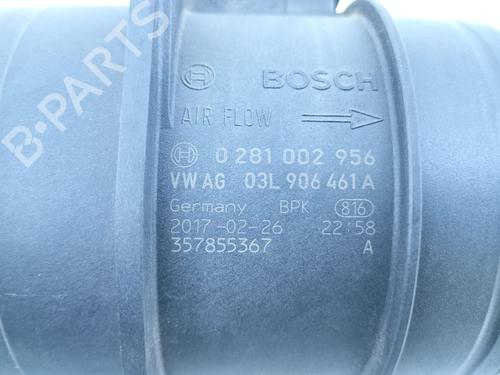 BOSCH
AIR FLOW
0 281 002 956
VW AG 03L 906 461 A
Germany BPK 816
2017-02-26 22:58
357855367 A
B-PARTS